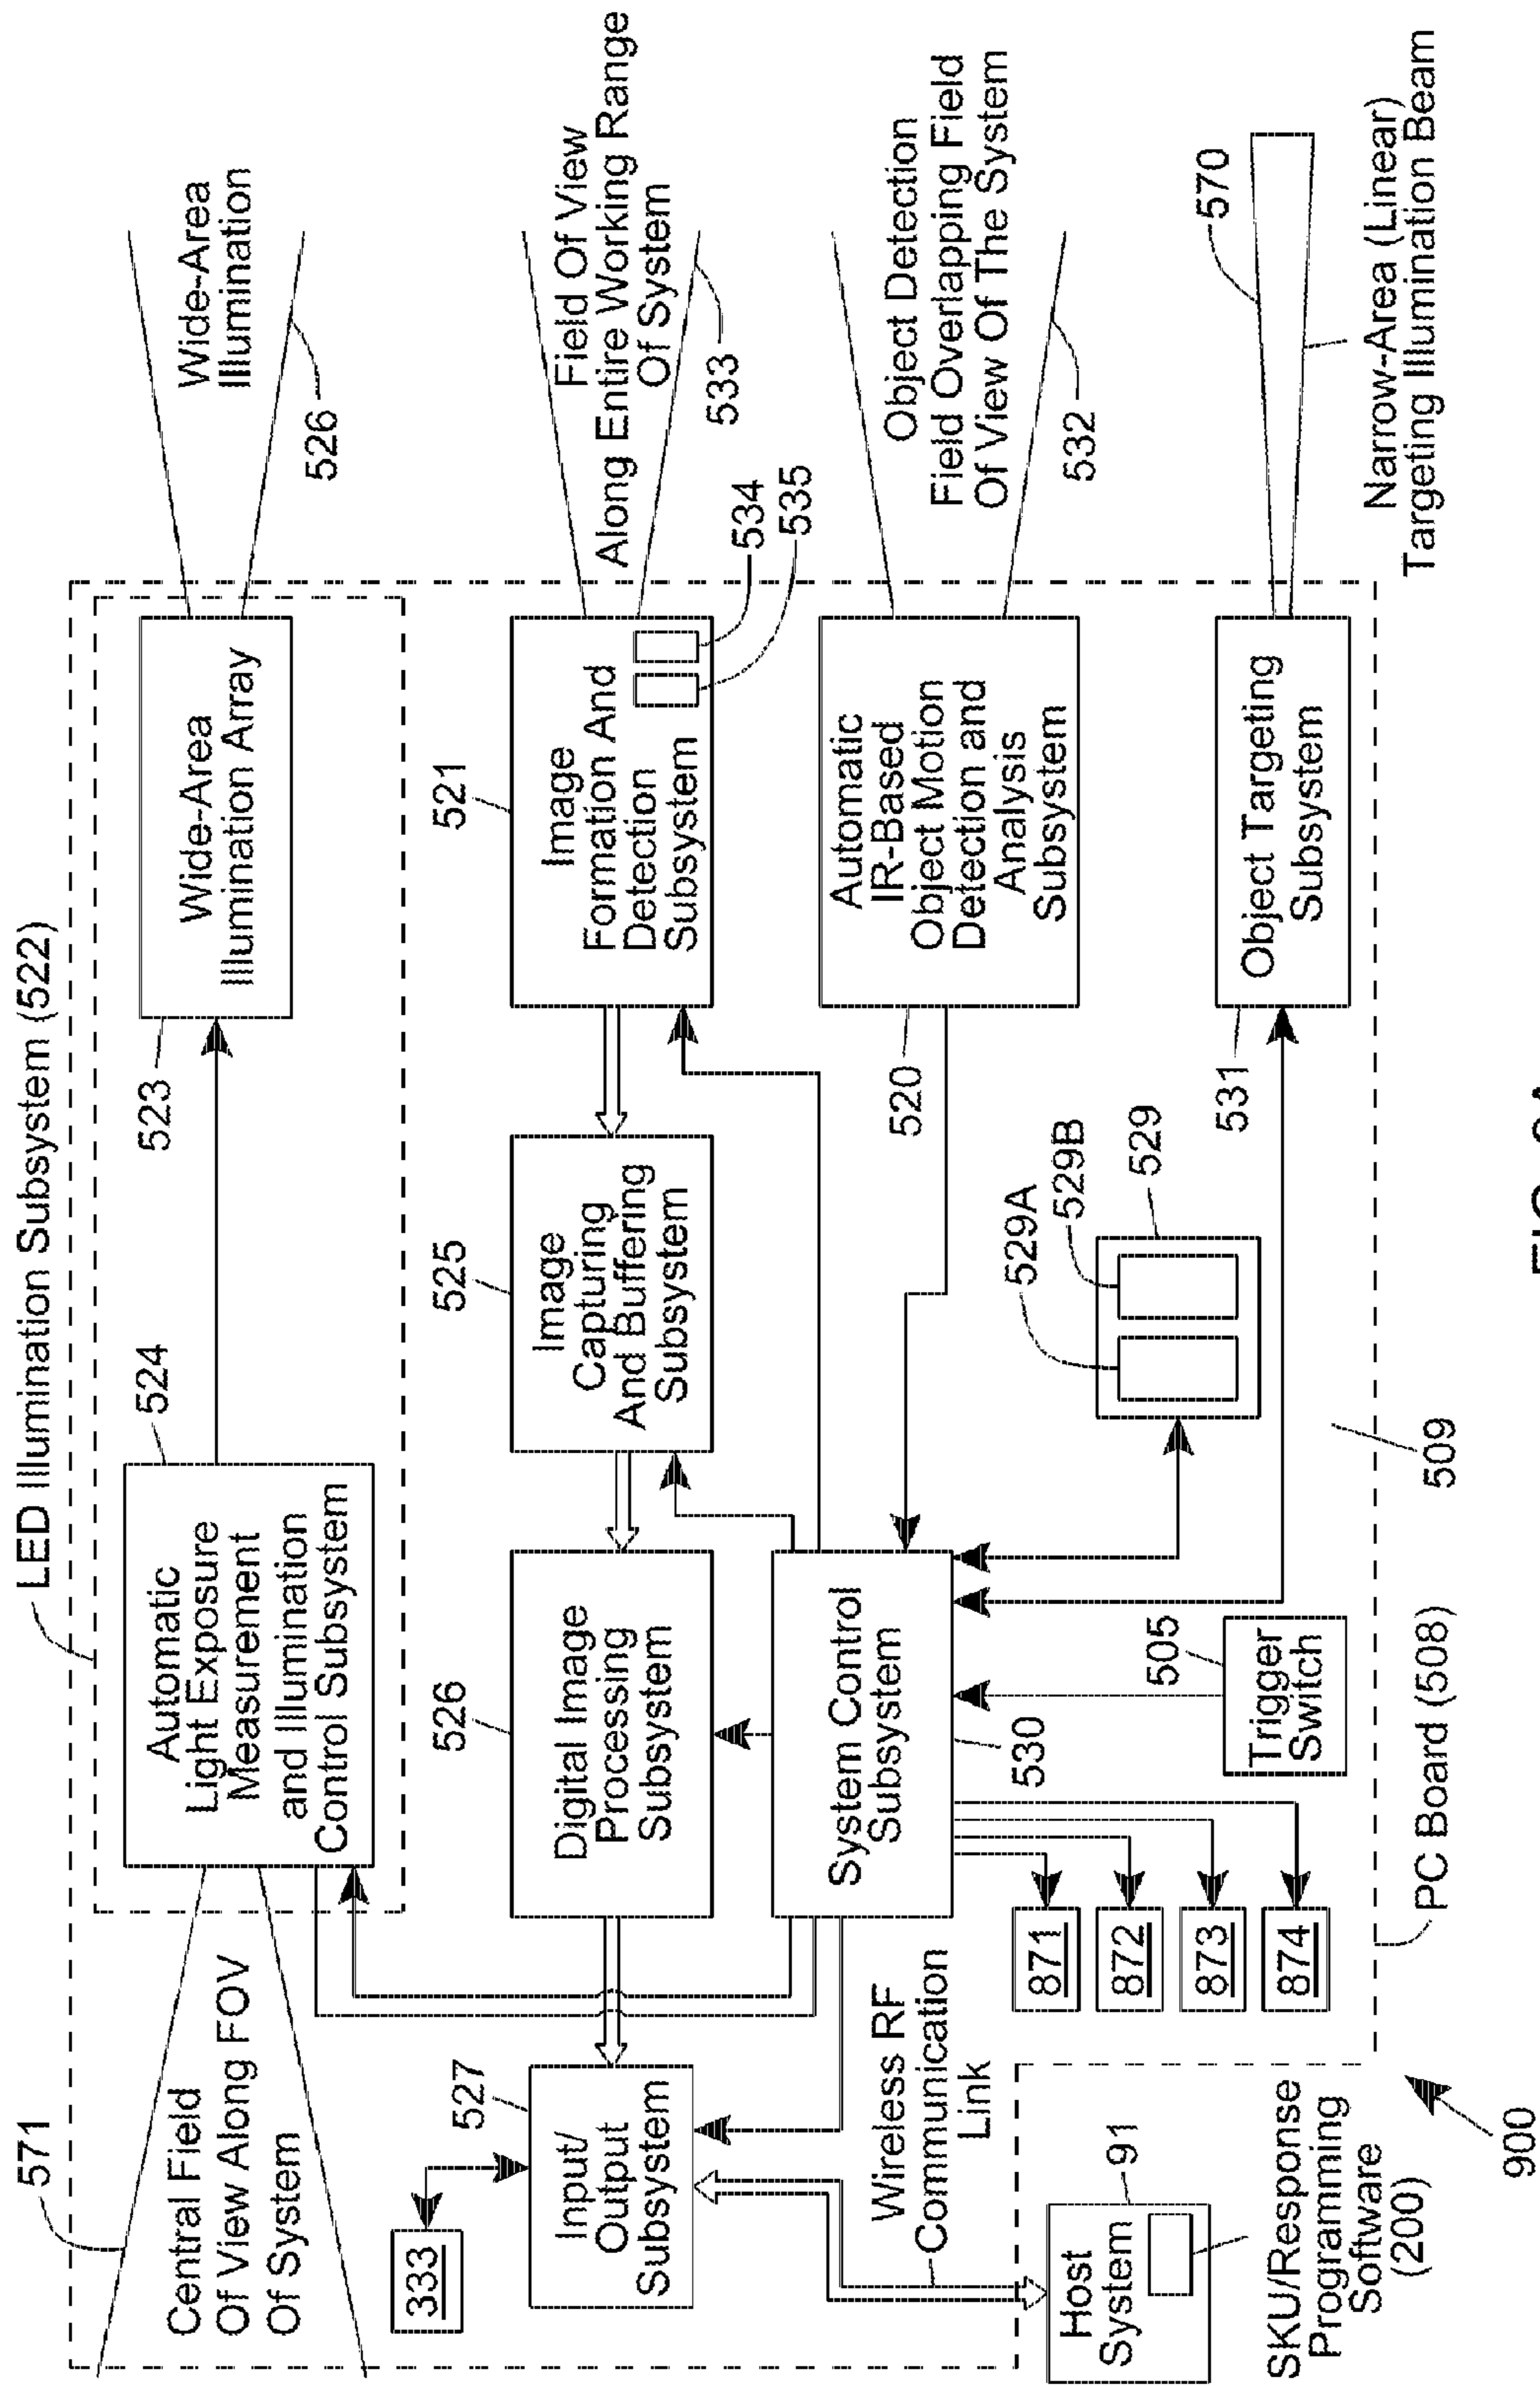 LED Illumination Subsystem (522)
571
Central Field
Of View Along FOV
Of System
Automatic
Light Exposure
Measurement
and Illumination
Control Subsystem
524
523
Wide-Area
Illumination Array
Wide-Area
Illumination
526
333
527
Input/
Output
Subsystem
526
Digital Image
Processing
Subsystem
525
Image
Capturing
And Buffering
Subsystem
521
Image
Formation And
Detection
Subsystem
534
535
Field Of View
Along Entire Working Range
Of System
533
Wireless RF
Communication
Link
System Control
Subsystem
530
520
Automatic
IR-Based
Object Motion
Detection and
Analysis
Subsystem
Object Detection
Field Overlapping Field
Of View Of The System
532
Host
System
91
871
872
873
874
505
Trigger
Switch
529A
529B
529
531
Object Targeting
Subsystem
570
Narrow-Area (Linear)
Targeting Illumination Beam
SKU/Response
Programming
Software
(200)
PC Board (508)
509
900